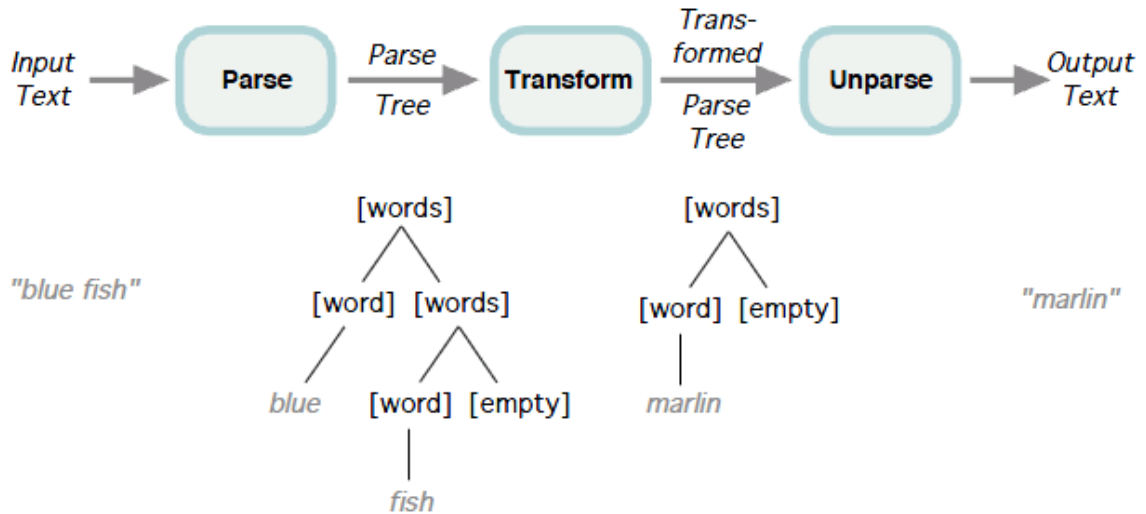 Input
Text
Parse
Parse
Tree
Transform
Trans-
formed
Parse
Tree
Unparse
Output
Text
"blue fish"
[words]
[word] [words]
blue [word] [empty]
fish
[words]
[word] [empty]
marlin
"marlin"